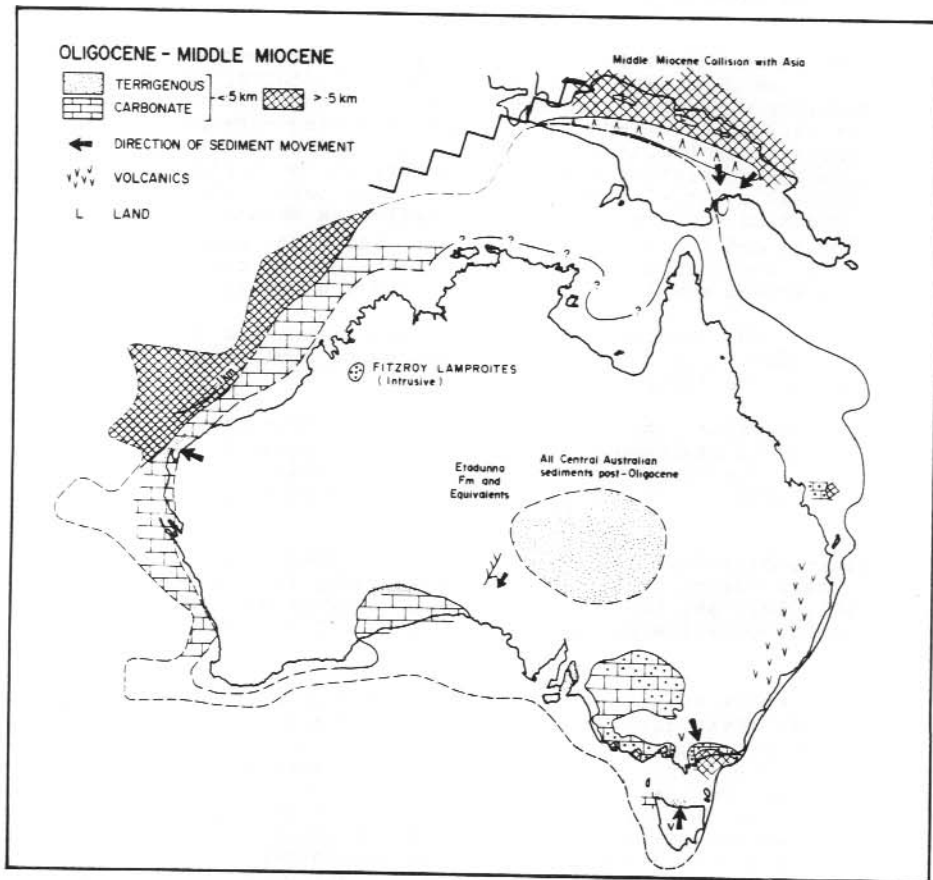 OLIGOCENE - MIDDLE MIOCENE
Middle Miocene Collision with Asia
TERRIGENOUS
CARBONATE
< ·5 km
> ·5 km
DIRECTION OF SEDIMENT MOVEMENT
VOLCANICS
L LAND
? ? ? ? ?
FITZROY LAMPROITES
(Intrusive)
Etadunna
Fm and
Equivalents
All Central Australian
sediments post-Oligocene